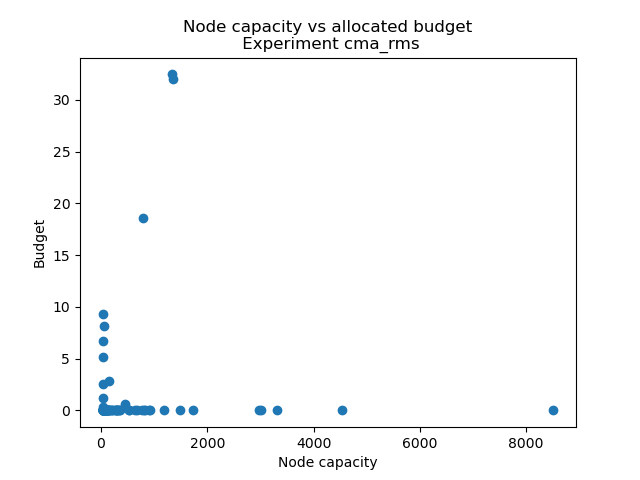 Node capacity vs allocated budget
Experiment cma_rms
30
25
20
15
10
5
0
Budget
0 2000 4000 6000 8000
Node capacity